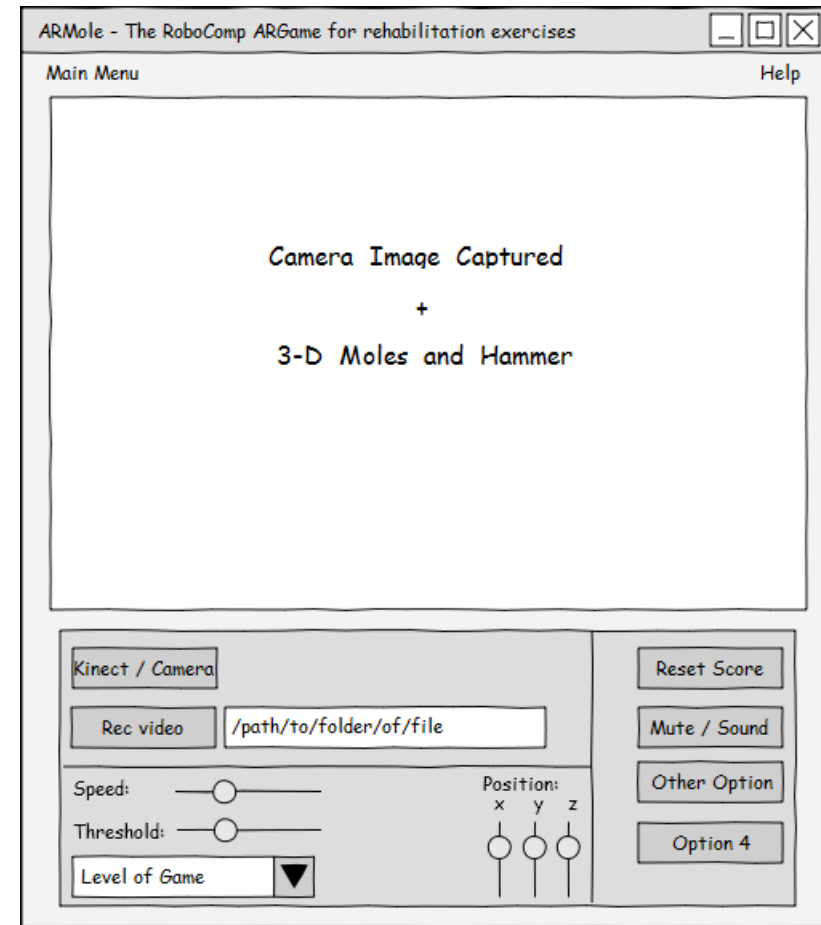 ARMole - The RoboComp ARGame for rehabilitation exercises
Main Menu Help
Camera Image Captured
+
3-D Moles and Hammer
Kinect / Camera
Rec video /path/to/folder/of/file
Speed:
Threshold:
Level of Game
Position:
x y z
Reset Score
Mute / Sound
Other Option
Option 4